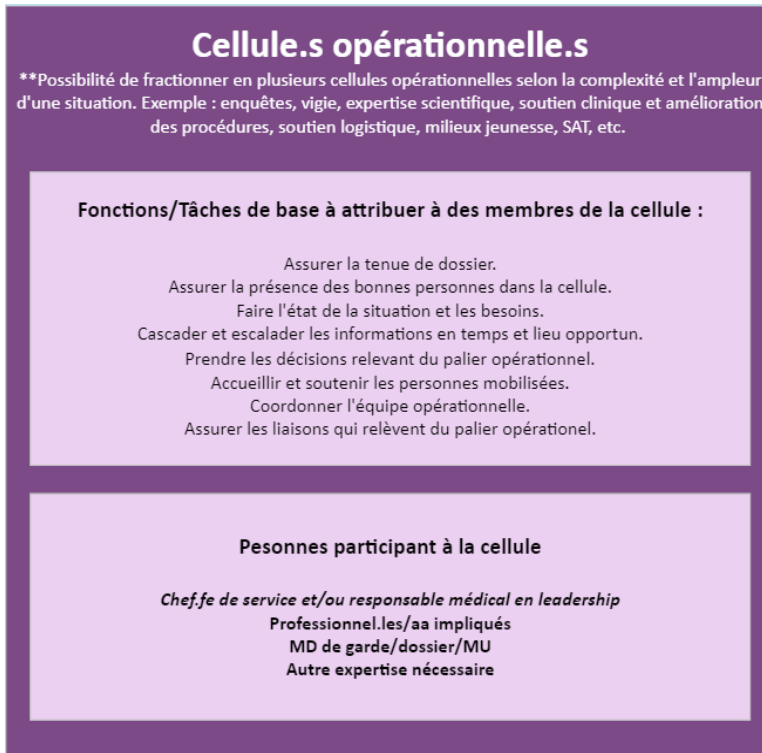 Cellule.s opérationnelle.s
**Possibilité de fractionner en plusieurs cellules opérationnelles selon la complexité et l'ampleur
d'une situation. Exemple : enquêtes, vigie, expertise scientifique, soutien clinique et amélioration
des procédures, soutien logistique, milieux jeunesse, SAT, etc.
Fonctions/Tâches de base à attribuer à des membres de la cellule :
Assurer la tenue de dossier.
Assurer la présence des bonnes personnes dans la cellule.
Faire l'état de la situation et les besoins.
Cascader et escalader les informations en temps et lieu opportun.
Prendre les décisions relevant du palier opérationnel.
Accueillir et soutenir les personnes mobilisées.
Coordonner l'équipe opérationnelle.
Assurer les liaisons qui relèvent du palier opérationel.
Pesonnes participant à la cellule
Chef.fe de service et/ou responsable médical en leadership
Professionnel.les/aa impliqués
MD de garde/dossier/MU
Autre expertise nécessaire